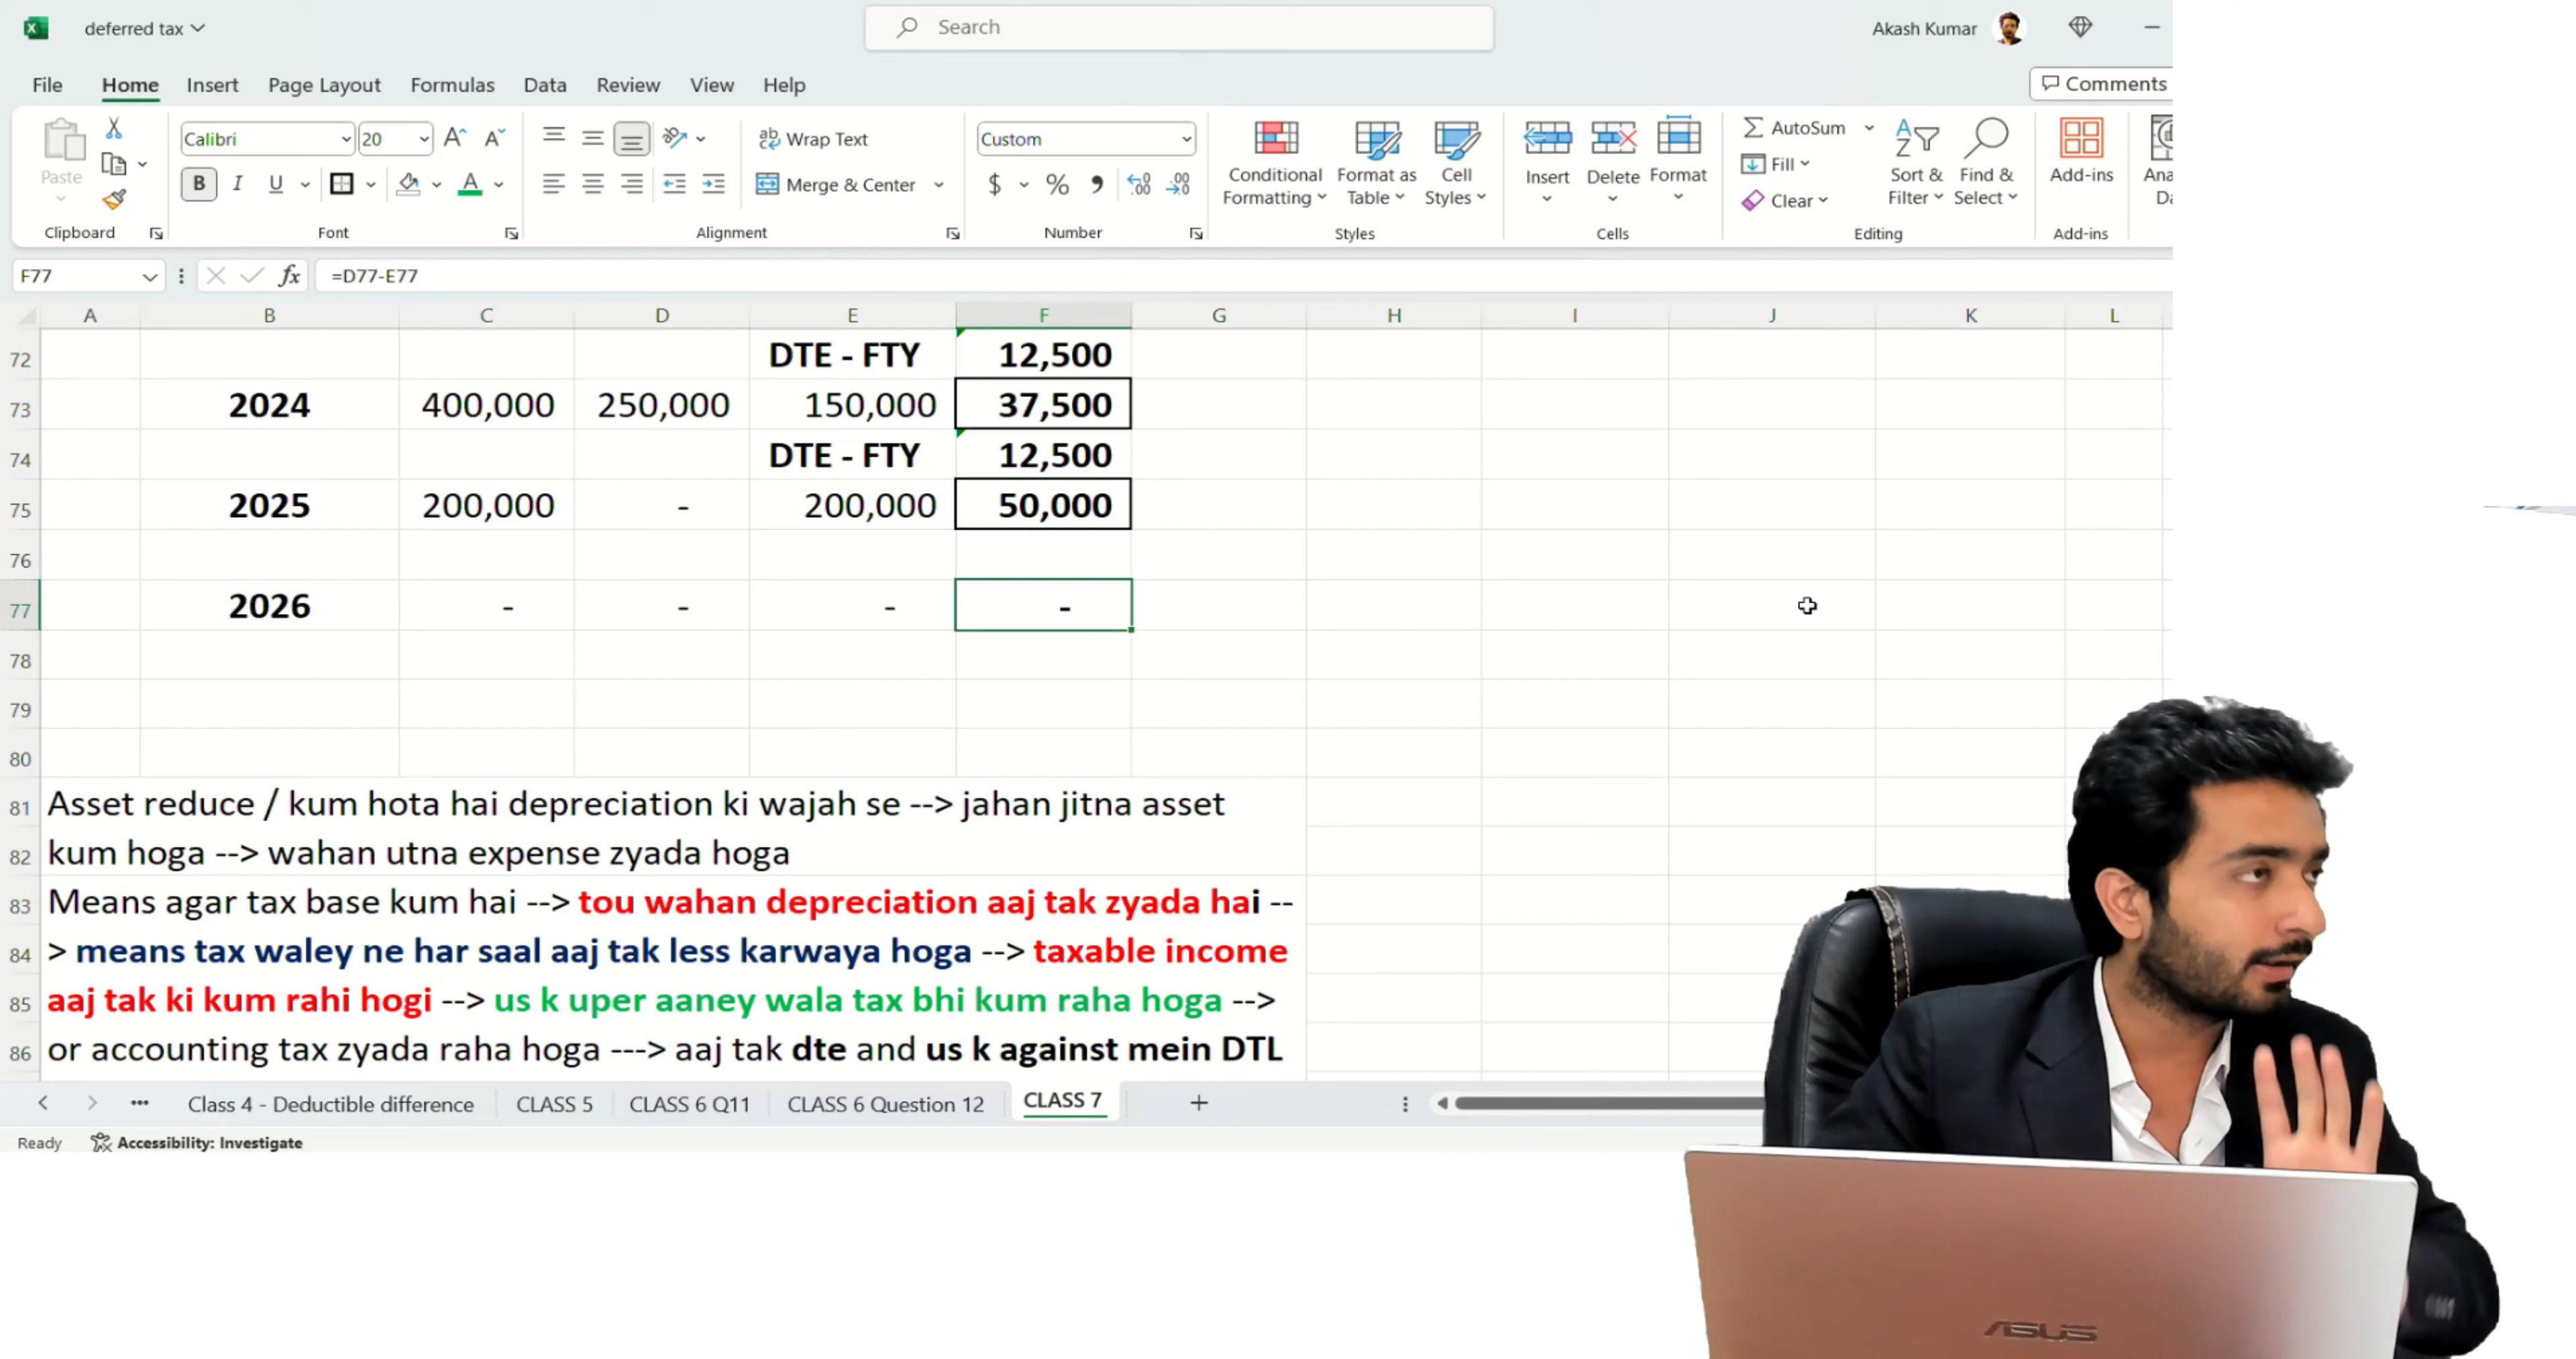 deferred tax
Search
Akash Kumar
File Home Insert Page Layout Formulas Data Review View Help
Comments
Paste
Calibri 20
Wrap Text
Custom
Conditional Formatting
Format as Table
Cell Styles
Insert
Delete
Format
AutoSum
Fill
Clear
Sort & Filter
Find & Select
Add-ins
B I U
Merge & Center
$ %
Clipboard Font Alignment Number Styles Cells Editing Add-ins
F77 fx =D77-E77
A B C D E F G H I J K L
72 DTE - FTY 12,500
73 2024 400,000 250,000 150,000 37,500
74 DTE - FTY 12,500
75 2025 200,000 - 200,000 50,000
76
77 2026 - - - -
78
79
80
81 Asset reduce / kum hota hai depreciation ki wajah se --> jahan jitna asset
82 kum hoga --> wahan utna expense zyada hoga
83 Means agar tax base kum hai --> tou wahan depreciation aaj tak zyada hai --
84 > means tax waley ne har saal aaj tak less karwaya hoga --> taxable income
85 aaj tak ki kum rahi hogi --> us k uper aaney wala tax bhi kum raha hoga -->
86 or accounting tax zyada raha hoga ---> aaj tak dte and us k against mein DTL
Class 4 - Deductible difference CLASS 5 CLASS 6 Q11 CLASS 6 Question 12 CLASS 7
Ready Accessibility: Investigate
ASUS